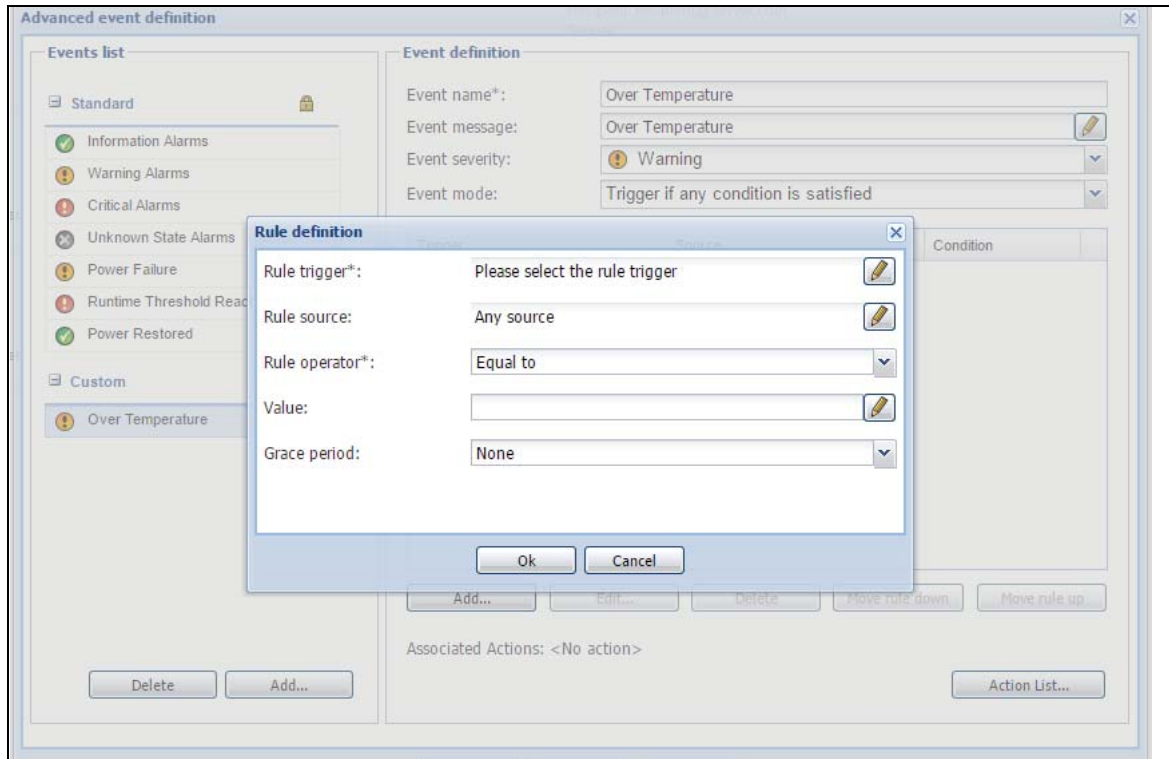 Advanced event definition
Events list
Standard
Information Alarms
Warning Alarms
Critical Alarms
Unknown State Alarms
Power Failure
Runtime Threshold Reac
Power Restored
Custom
Over Temperature
Delete Add...
Event definition
Event name*: Over Temperature
Event message: Over Temperature
Event severity: Warning
Event mode: Trigger if any condition is satisfied
Condition
Rule definition
Rule trigger*: Please select the rule trigger
Rule source: Any source
Rule operator*: Equal to
Value:
Grace period: None
Ok Cancel
Add... Edit... Delete Move rule down Move rule up
Associated Actions: <No action>
Action List...